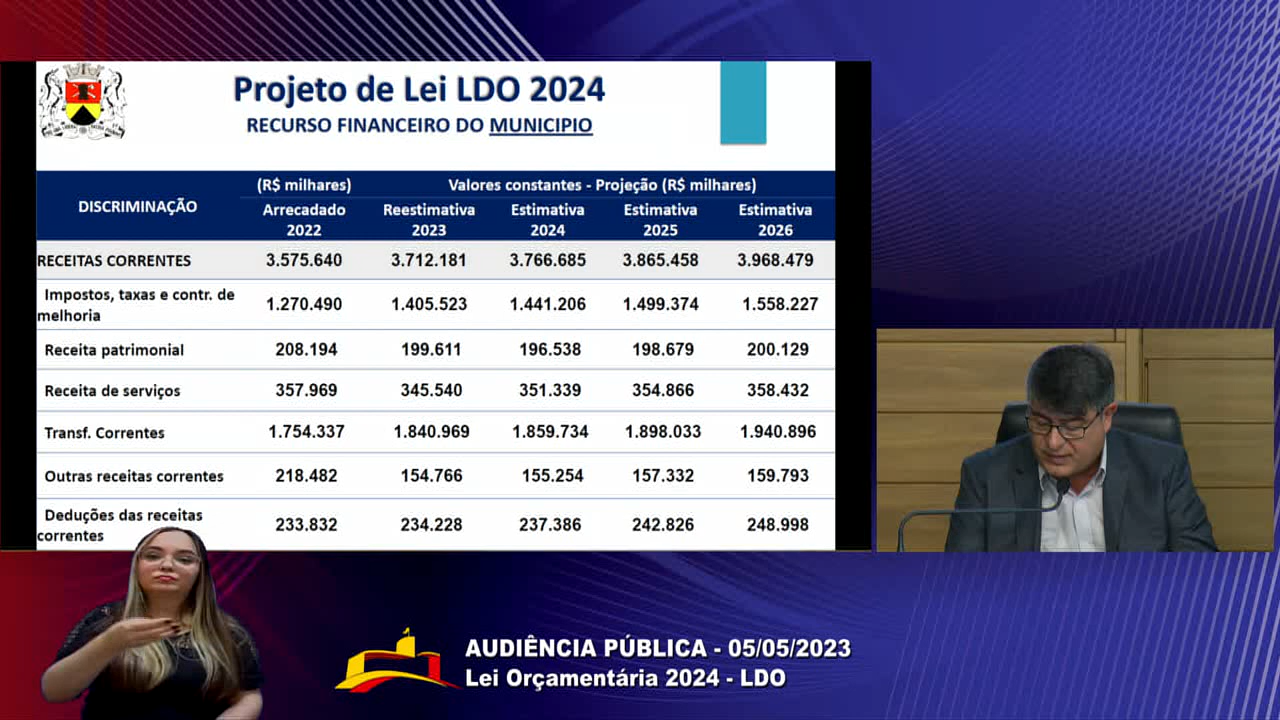 Projeto de Lei LDO 2024
RECURSO FINANCEIRO DO MUNICIPIO
DISCRIMINAÇÃO
(R$ milhares)
Valores constantes - Projeção (R$ milhares)
Arrecadado 2022
Reestimativa 2023
Estimativa 2024
Estimativa 2025
Estimativa 2026
RECEITAS CORRENTES 3.575.640 3.712.181 3.766.685 3.865.458 3.968.479
Impostos, taxas e contr. de
melhoria
1.270.490 1.405.523 1.441.206 1.499.374 1.558.227
Receita patrimonial 208.194 199.611 196.538 198.679 200.129
Receita de serviços 357.969 345.540 351.339 354.866 358.432
Transf. Correntes 1.754.337 1.840.969 1.859.734 1.898.033 1.940.896
Outras receitas correntes 218.482 154.766 155.254 157.332 159.793
Deduções das receitas
correntes
233.832 234.228 237.386 242.826 248.998
AUDIÊNCIA PÚBLICA - 05/05/2023
Lei Orçamentária 2024 - LDO